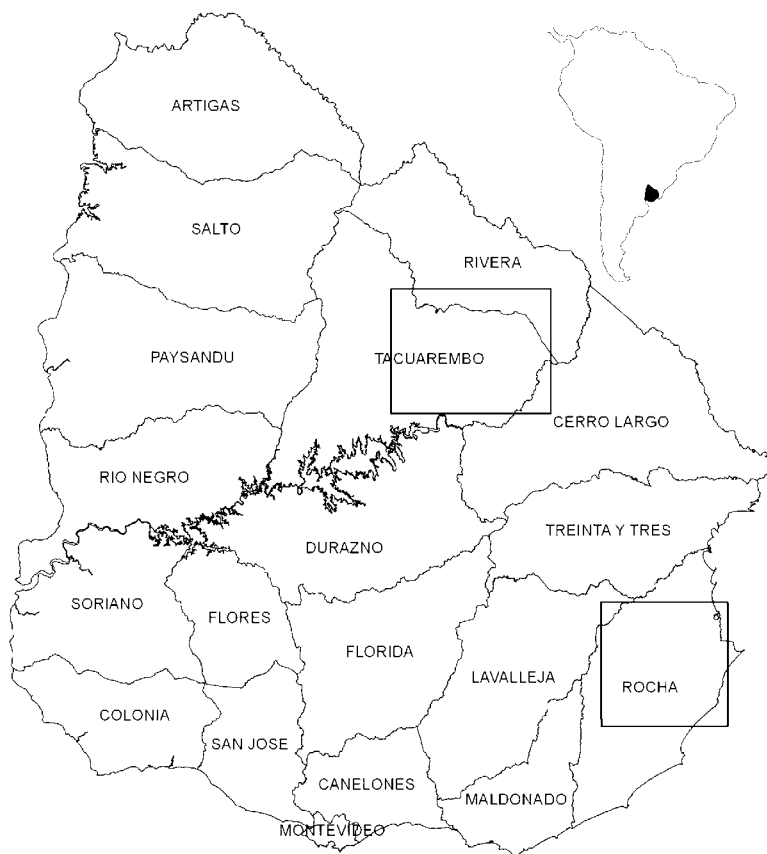 ARTIGAS
SALTO
RIVERA
PAYSANDU
TACUAREMBO
CERRO LARGO
RIO NEGRO
TREINTA Y TRES
DURAZNO
SORIANO
FLORES
FLORIDA
LAVALLEJA
ROCHA
COLONIA
SAN JOSE
CANELONES
MALDONADO
MONTEVIDEO